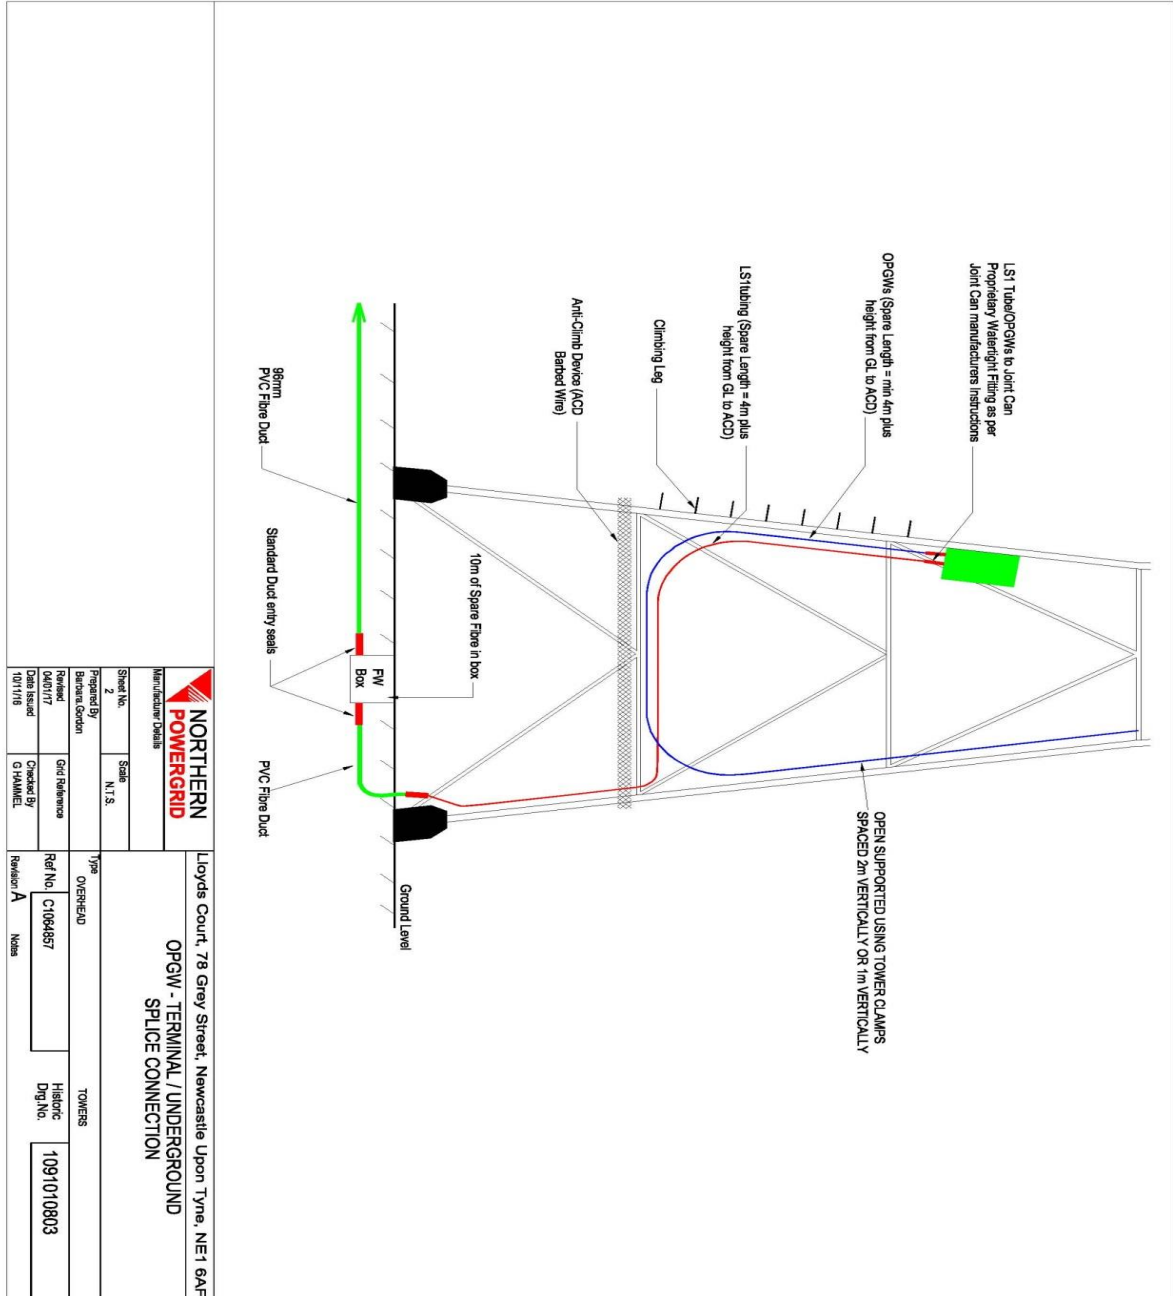 LS1 Tube/OPGWs to Joint Can
Proprietary Watertight Fitting as per
Joint Can manufacturers Instructions
OPGWs (Spare Length = min 4m plus
height from GL to ACD)
LS1tubing (Spare Length = 4m plus
height from GL to ACD)
Climbing Leg
Anti-Climb Device (ACD
Barbed Wire)
OPEN SUPPORTED USING TOWER CLAMPS
SPACED 2m VERTICALLY OR 1m VERTICALLY
10m of Spare Fibre in box
Ground Level
FW
Box
96mm
PVC Fibre Duct
Standard Duct entry seals
PVC Fibre Duct
NORTHERN
POWERGRID
Lloyds Court, 78 Grey Street, Newcastle Upon Tyne, NE1 6AF
Manufacturer Details
OPGW - TERMINAL / UNDERGROUND
SPLICE CONNECTION
Sheet No.
2
Scale
N.T.S.
Prepared By
Barbara.Gordon
Type
OVERHEAD
TOWERS
Revised
04/01/17
Grid Reference
Ref No.
C1064857
Historic
Drg.No.
1091010803
Date Issued
10/11/16
Checked By
G HAMMEL
Revision A
Notes